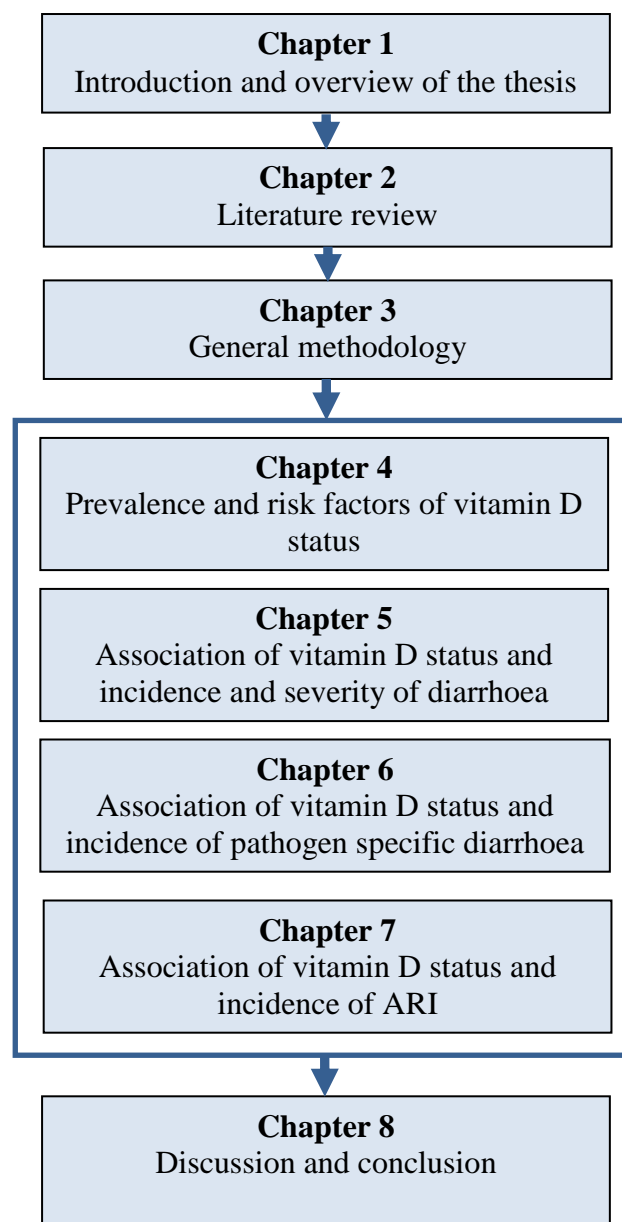 Chapter 1
Introduction and overview of the thesis
Chapter 2
Literature review
Chapter 3
General methodology
Chapter 4
Prevalence and risk factors of vitamin D
status
Chapter 5
Association of vitamin D status and
incidence and severity of diarrhoea
Chapter 6
Association of vitamin D status and
incidence of pathogen specific diarrhoea
Chapter 7
Association of vitamin D status and
incidence of ARI
Chapter 8
Discussion and conclusion